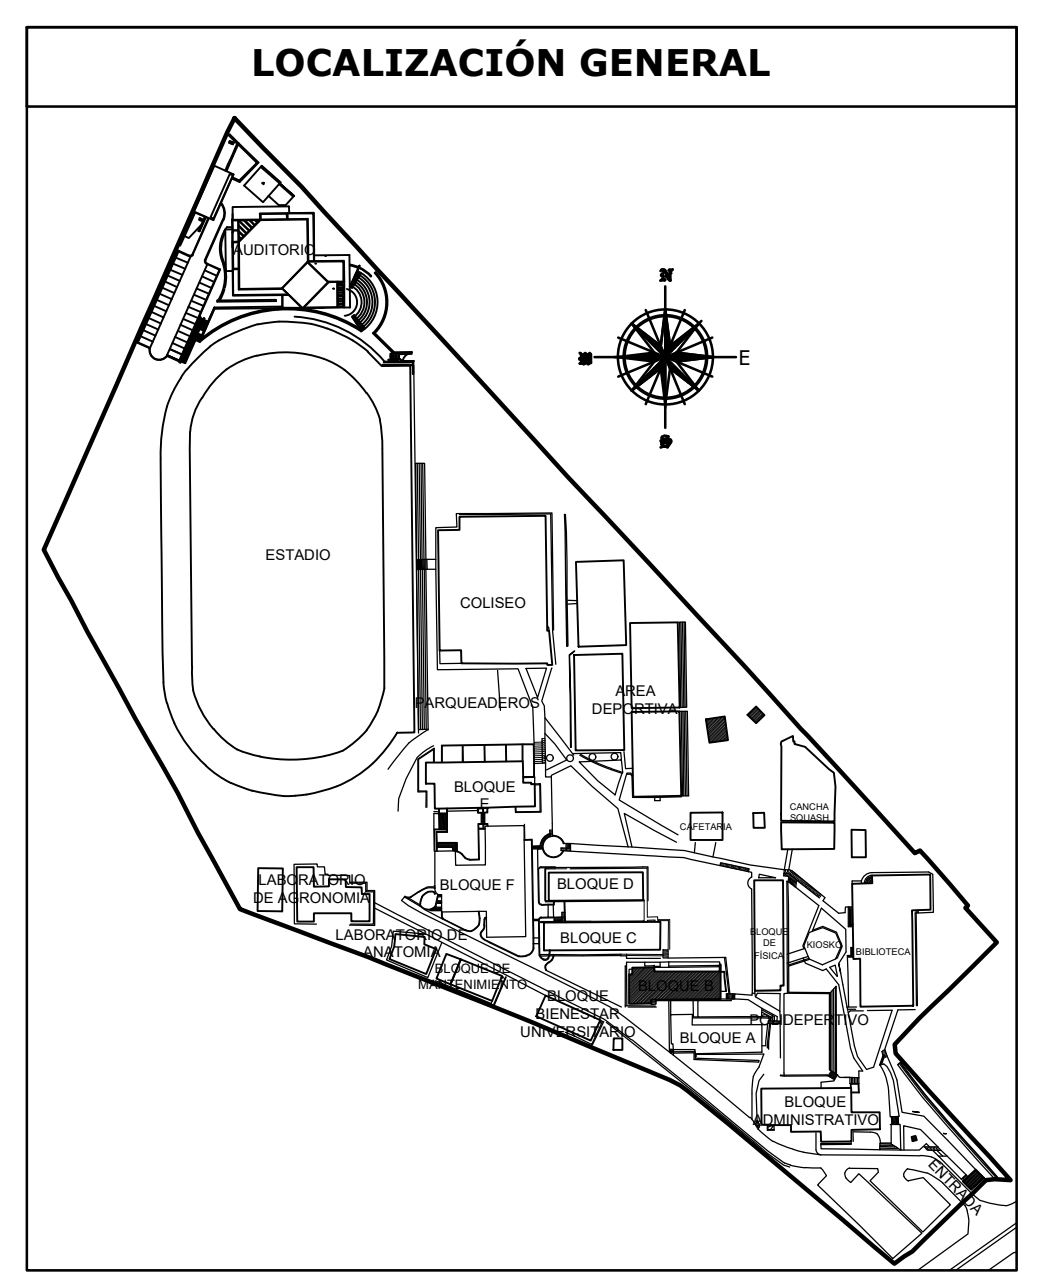 LOCALIZACIÓN GENERAL
AUDITORIO
N
E
S
ESTADIO
COLISEO
PARQUEADEROS
AREA
DEPORTIVA
BLOQUE
E
CANCHA
SQUASH
CAFETARIA
LABORATORIO
DE AGRONOMIA
BLOQUE F
BLOQUE D
BLOQUE C
LABORATORIO DE
ANATOMIA
BLOQUE DE
MANTENIMIENTO
BLOQUE
DE
FÍSICA
KIOSKO
BIBLIOTECA
BLOQUE B
BLOQUE
BIENESTAR
UNIVERSITARIO
BLOQUE A
POLIDEPERTIVO
BLOQUE
ADMINISTRATIVO
ENTRADA